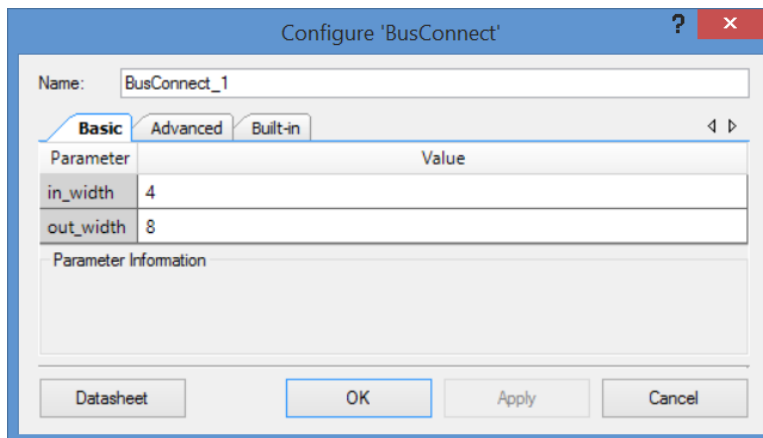 Configure 'BusConnect'
?
Name: BusConnect_1
Basic Advanced Built-in
Parameter Value
in_width 4
out_width 8
Parameter Information
Datasheet OK Apply Cancel